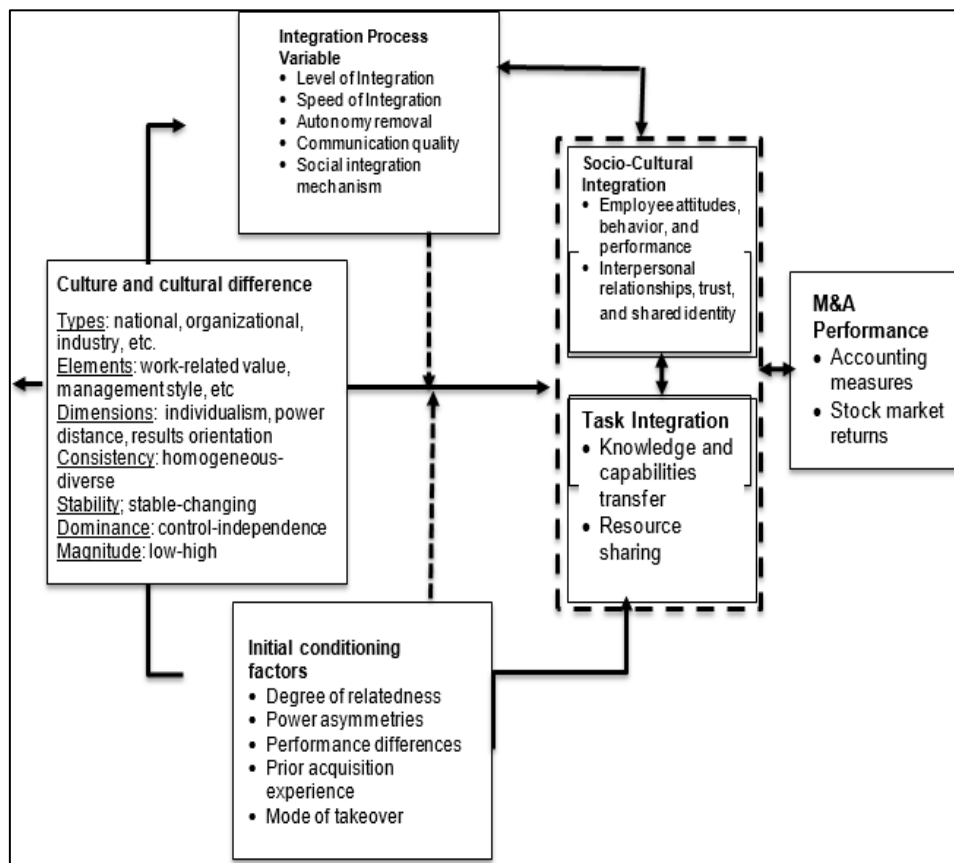 Integration Process
Variable
• Level of Integration
• Speed of Integration
• Autonomy removal
• Communication quality
• Social integration
mechanism
Socio-Cultural
Integration
• Employee attitudes,
behavior, and
performance
• Interpersonal
relationships, trust,
and shared identity
Culture and cultural difference
Types: national, organizational,
industry, etc.
Elements: work-related value,
management style, etc
Dimensions: individualism, power
distance, results orientation
Consistency: homogeneous-
diverse
Stability; stable-changing
Dominance: control-independence
Magnitude: low-high
M&A
Performance
• Accounting
measures
• Stock market
returns
Task Integration
• Knowledge and
capabilities
transfer
• Resource
sharing
Initial conditioning
factors
• Degree of relatedness
• Power asymmetries
• Performance differences
• Prior acquisition
experience
• Mode of takeover